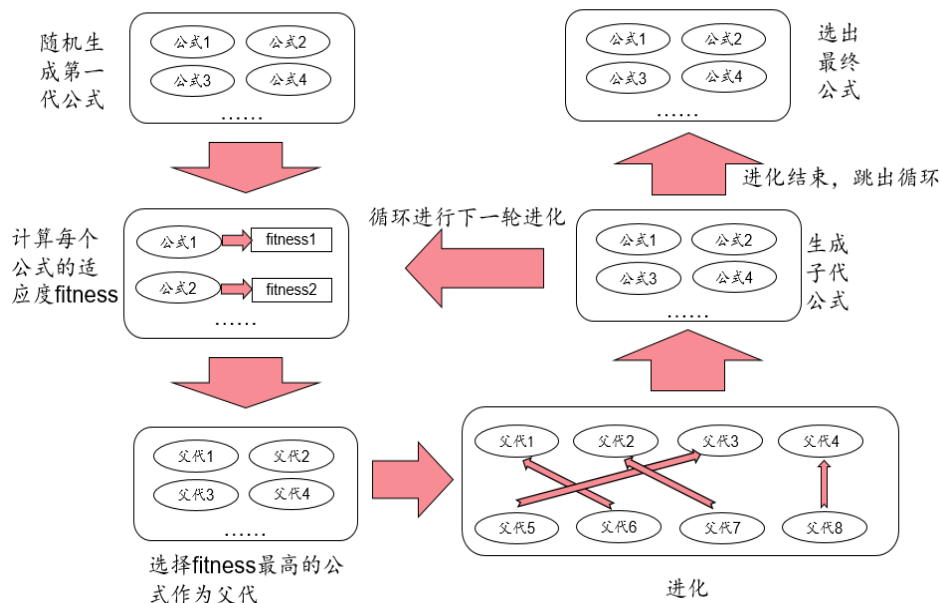 随机生
成第一
代公式
公式1 公式2
公式3 公式4
……
计算每个
公式的适
应度fitness
公式1 fitness1
公式2 fitness2
……
父代1 父代2
父代3 父代4
……
选择fitness最高的公
式作为父代
父代1 父代2 父代3 父代4
父代5 父代6 父代7 父代8
进化
公式1 公式2
公式3 公式4
……
生成
子代
公式
循环进行下一轮进化
进化结束，跳出循环
公式1 公式2
公式3 公式4
……
选出
最终
公式